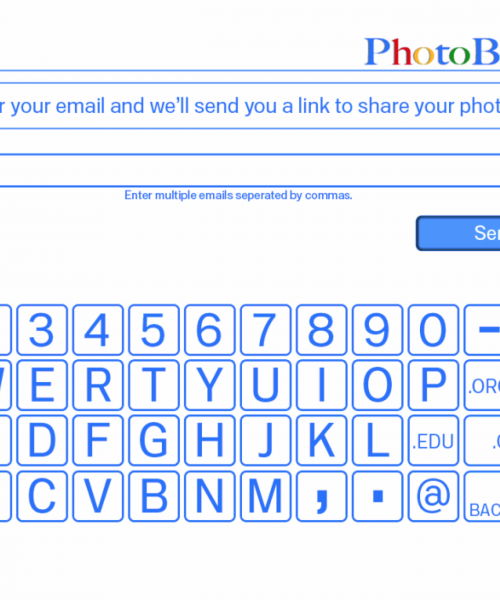 PhotoB
r your email and we'll send you a link to share your phot
Enter multiple emails seperated by commas.
Se
3 4 5 6 7 8 9 0 -
E R T Y U I O P .OR
D F G H J K L .EDU
C V B N M , . @ BAC